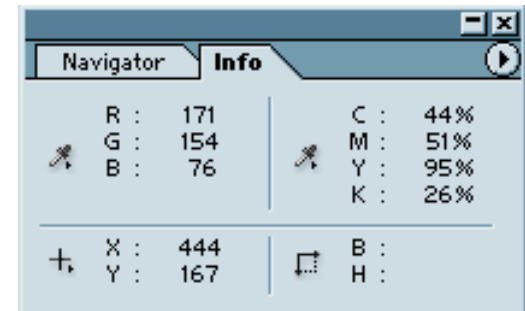 Navigator Info
R : 171 C : 44%
G : 154 M : 51%
B : 76 Y : 95%
K : 26%
X : 444 B :
Y : 167 H :